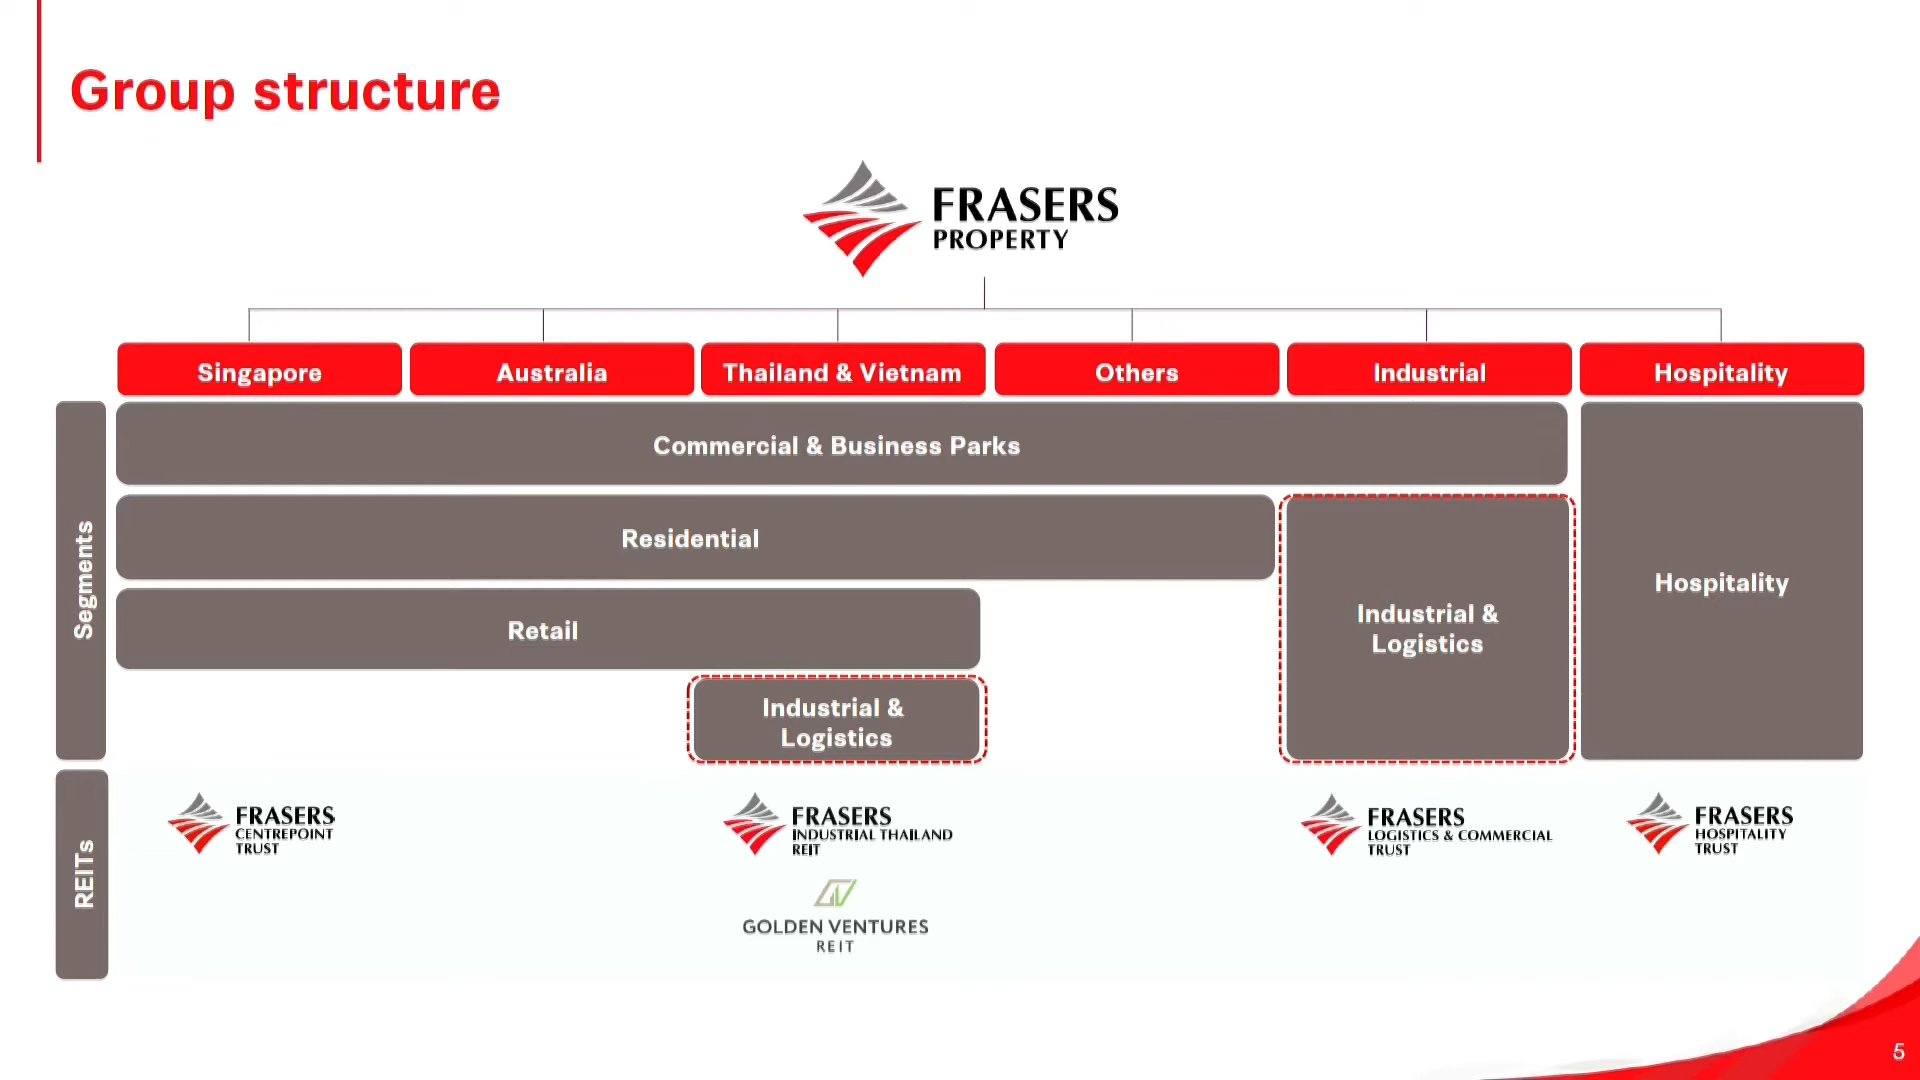 Group structure
FRASERS
PROPERTY
Singapore
Australia
Thailand & Vietnam
Others
Industrial
Hospitality
Segments
Commercial & Business Parks
Residential
Retail
Industrial &
Logistics
Industrial &
Logistics
Hospitality
REITs
FRASERS
CENTREPOINT
TRUST
FRASERS
INDUSTRIAL THAILAND
REIT
GOLDEN VENTURES
REIT
FRASERS
LOGISTICS & COMMERCIAL
TRUST
FRASERS
HOSPITALITY
TRUST
5